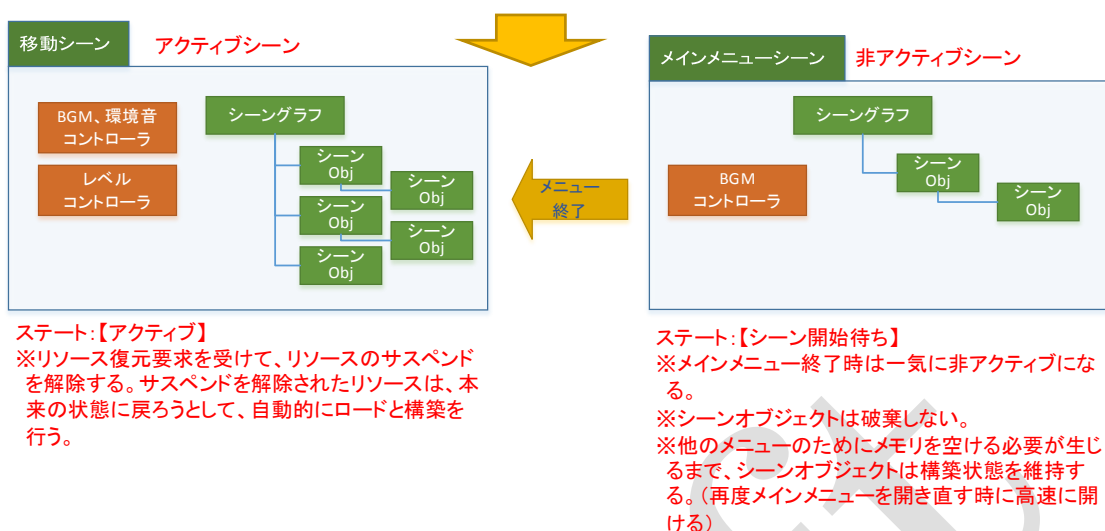 移動シーン
アクティブシーン
BGM、環境音
コントローラ
レベル
コントローラ
シーングラフ
シーン
Obj
シーン
Obj
シーン
Obj
シーン
Obj
シーン
Obj
ステート:【アクティブ】
※リソース復元要求を受けて、リソースのサスペンド
を解除する。サスペンドを解除されたリソースは、本
来の状態に戻ろうとして、自動的にロードと構築を
行う。
メニュー
終了
メインメニューシーン
非アクティブシーン
シーングラフ
BGM
コントローラ
シーン
Obj
シーン
Obj
ステート:【シーン開始待ち】
※メインメニュー終了時は一気に非アクティブにな
る。
※シーンオブジェクトは破棄しない。
※他のメニューのためにメモリを空ける必要が生じ
るまで、シーンオブジェクトは構築状態を維持す
る。(再度メインメニューを開き直す時に高速に開
ける)